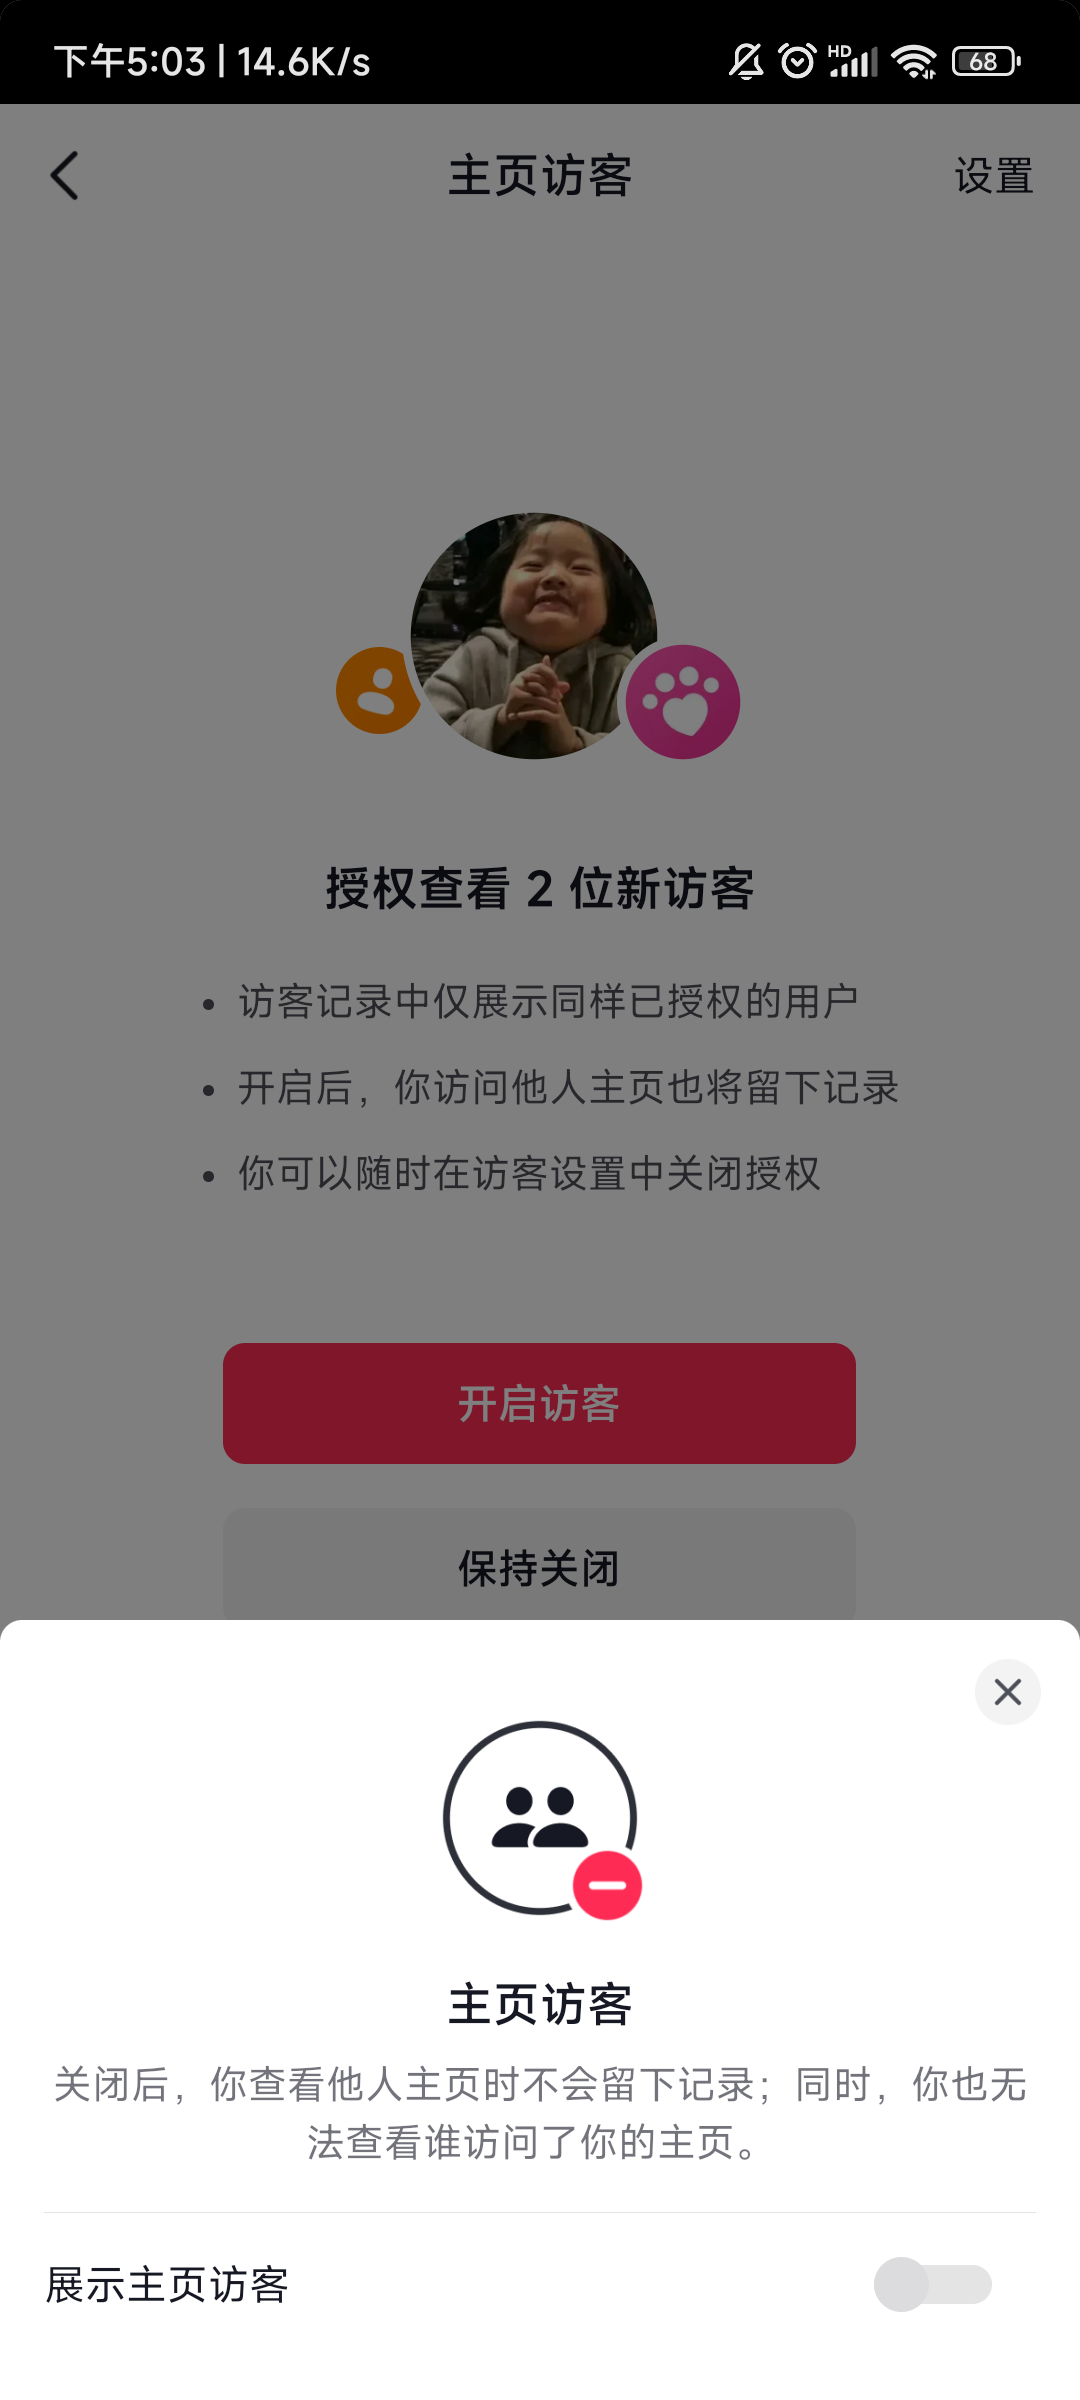 下午5:03 | 14.6K/s
HD
68
主页访客
设置
授权查看 2 位新访客
• 访客记录中仅展示同样已授权的用户
• 开启后，你访问他人主页也将留下记录
• 你可以随时在访客设置中关闭授权
开启访客
保持关闭
主页访客
关闭后，你查看他人主页时不会留下记录；同时，你也无
法查看谁访问了你的主页。
展示主页访客